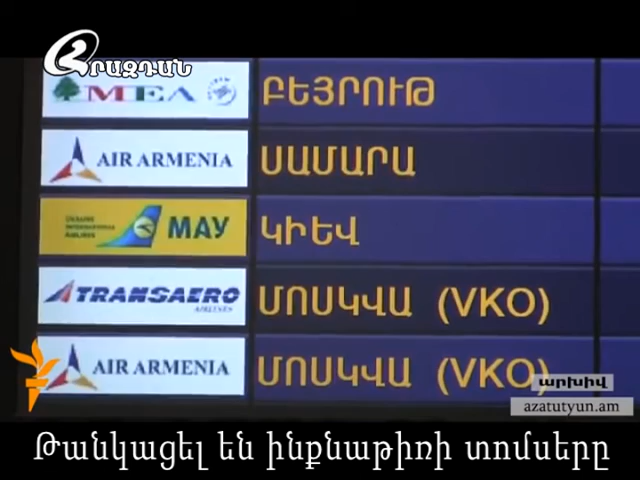 ՀՐԱԶԴԱՆ
MEA ԲԵՅՐՈՒԹ
AIR ARMENIA ՍԱՄԱՐԱ
UKRAINE INTERNATIONAL AIRLINES МАУ ԿԻԵՎ
TRANSAERO AIRLINES ՄՈՍԿՎԱ (VKO)
AIR ARMENIA ՄՈՍԿՎԱ (VKO)
արխիվ
azatutyun.am
Թանկացել են ինքնաթիռի տոմսերը